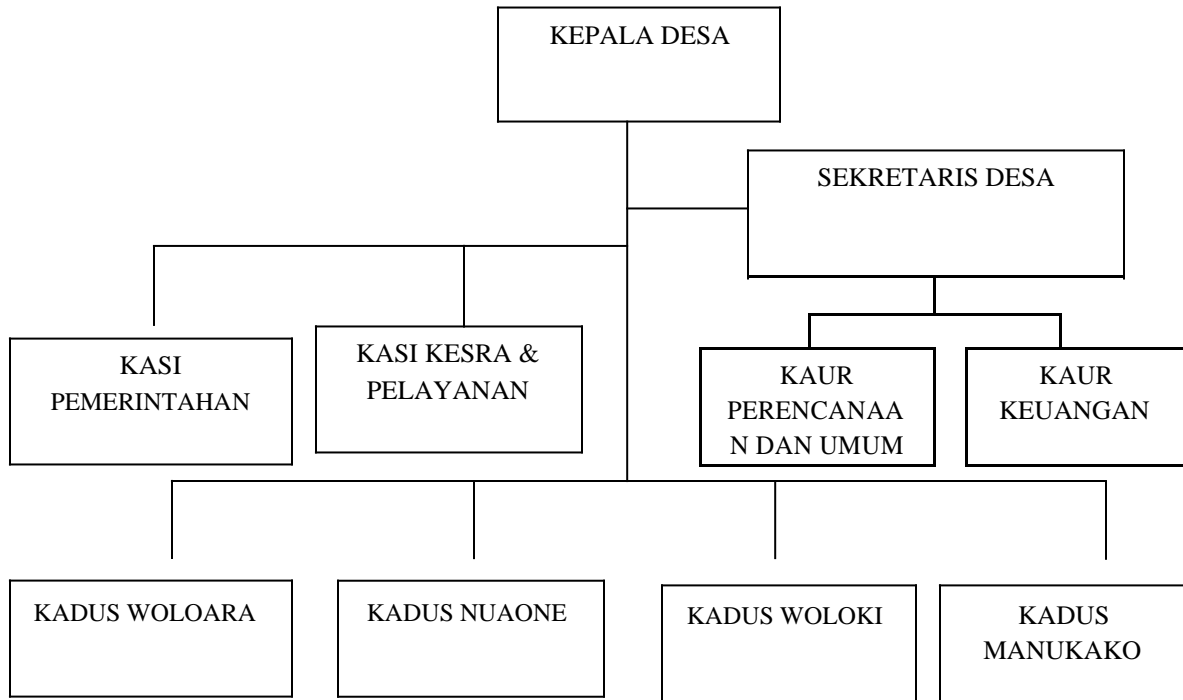 KEPALA DESA
SEKRETARIS DESA
KASI
PEMERINTAHAN
KASI KESRA &
PELAYANAN
KAUR
PERENCANAA
N DAN UMUM
KAUR
KEUANGAN
KADUS WOLOARA
KADUS NUAONE
KADUS WOLOKI
KADUS
MANUKAKO